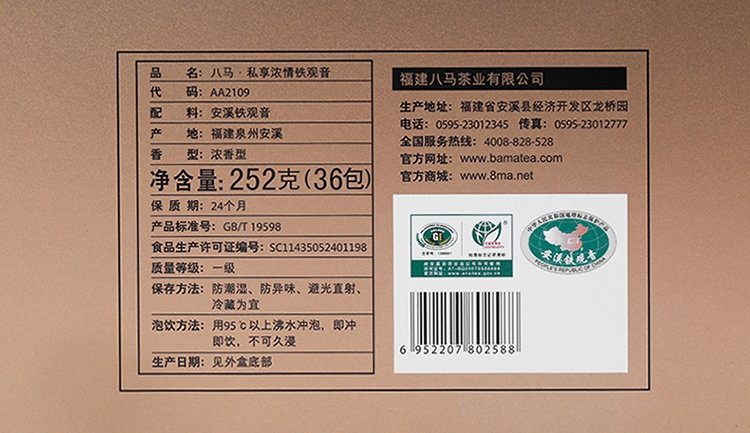 品　　名：八马·私享浓情铁观音
代　　码：AA2109
配　　料：安溪铁观音
产　　地：福建泉州安溪
香　　型：浓香型
净含量：252克(36包)
保 质 期：24个月
产品标准号：GB/T 19598
食品生产许可证编号：SC11435052401198
质量等级：一级
保存方法：防潮湿、防异味、避光直射、
冷藏为宜
泡饮方法：用95℃以上沸水冲泡，即冲
即饮，不可久浸
生产日期：见外盒底部
福建八马茶业有限公司
生产地址：福建省安溪县经济开发区龙桥园
电话：0595-23012345 传真：0595-23012777
全国服务热线：4008-828-528
官方网址：www.bamatea.com
官方商城：www.8ma.net
中华人民共和国地理标志保护产品
安溪铁观音
PEOPLE'S REPUBLIC OF CHINA
6 952207 802588